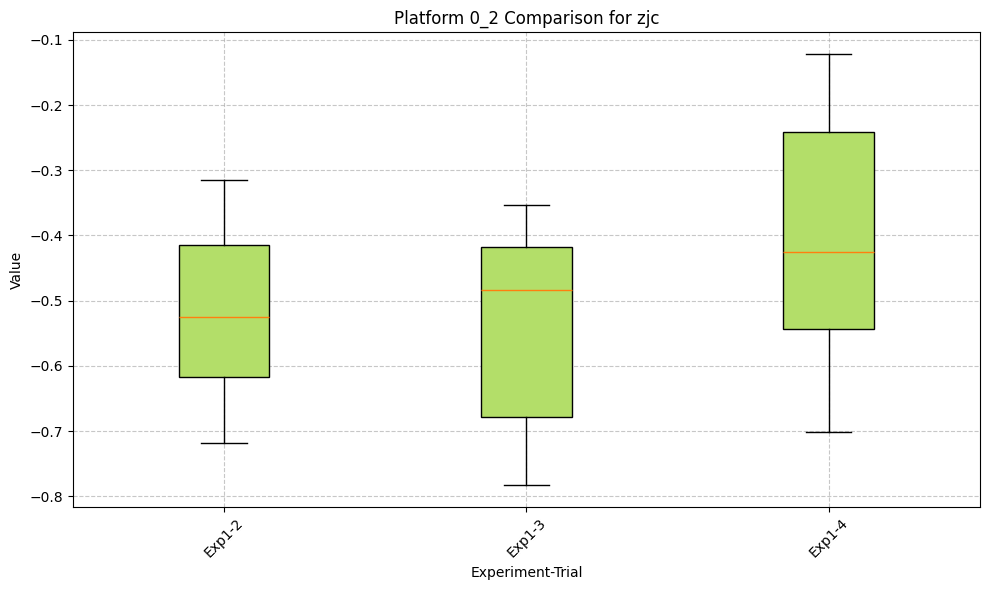 Platform 0_2 Comparison for zjc
−0.1
−0.2
−0.3
−0.4
−0.5
−0.6
−0.7
−0.8
Value
Exp1-2
Exp1-3
Exp1-4
Experiment-Trial